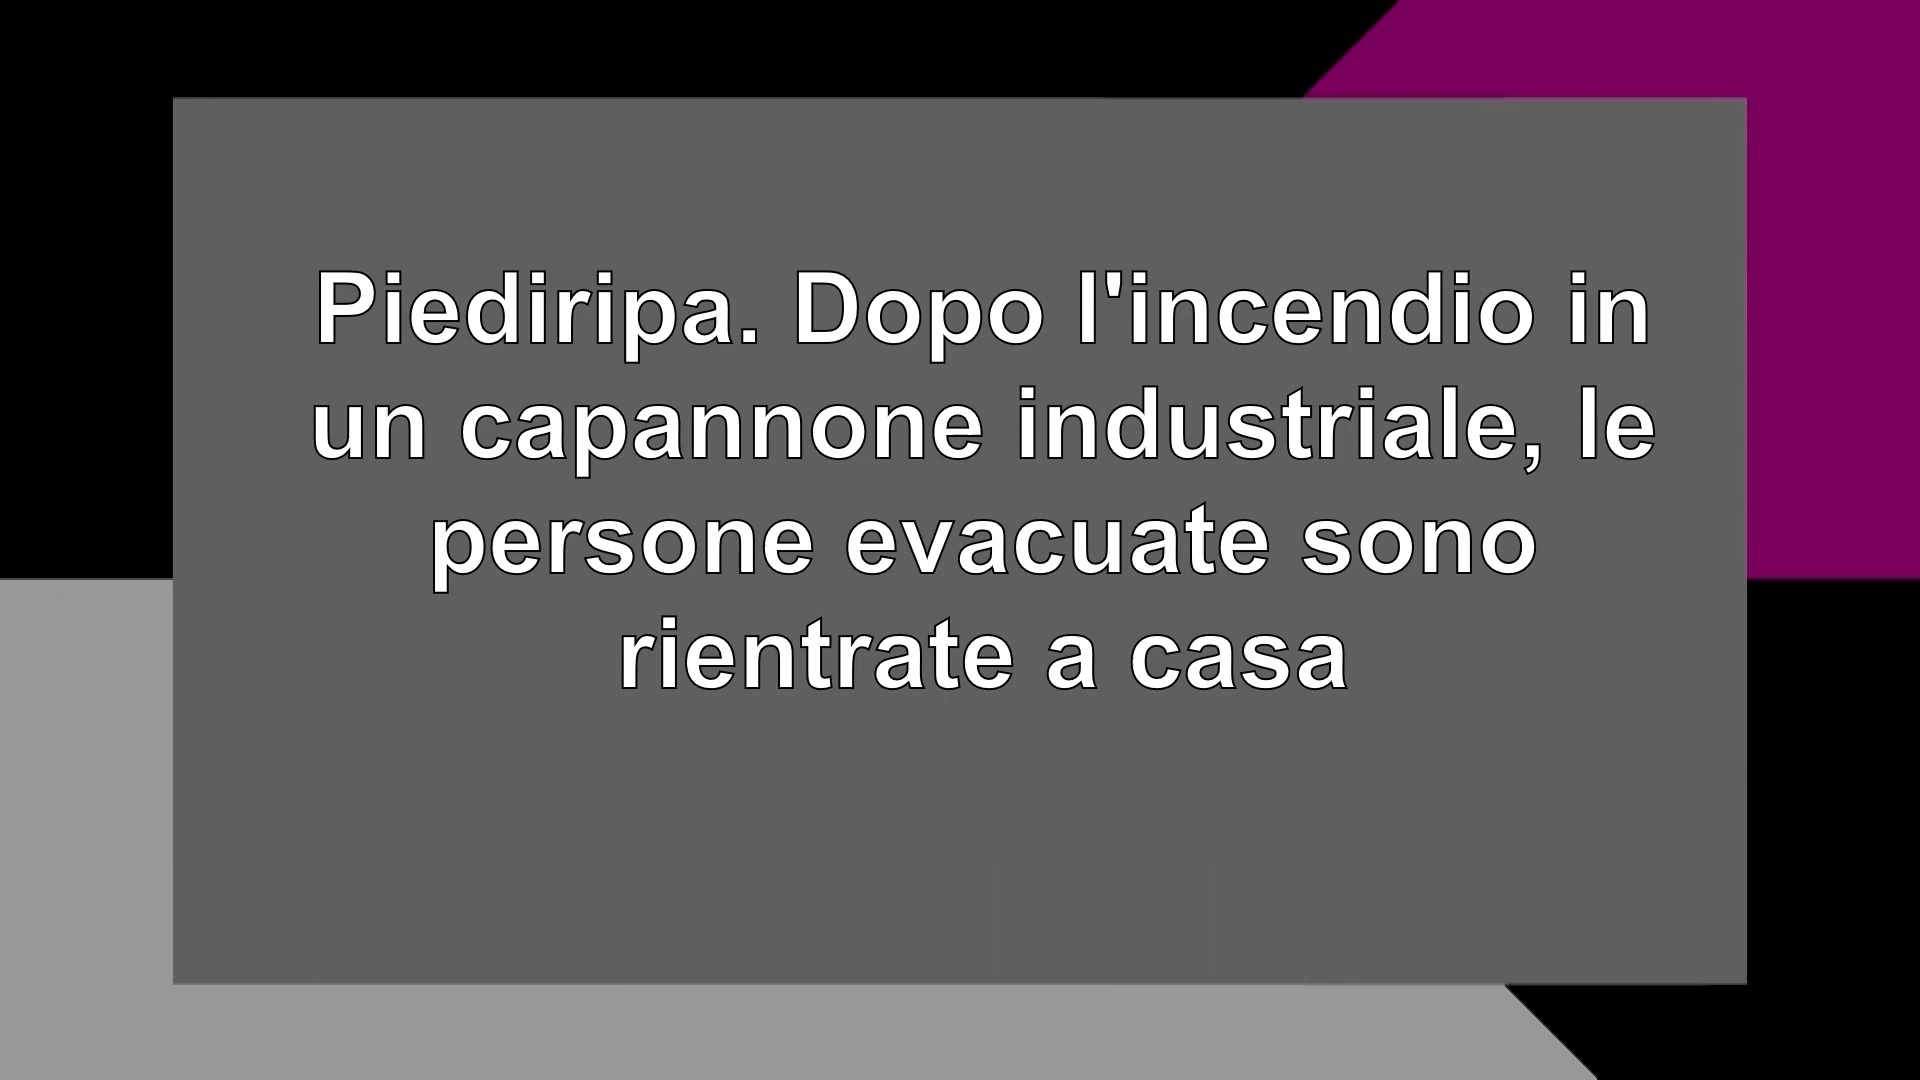 Piediripa. Dopo l'incendio in
un capannone industriale, le
persone evacuate sono
rientrate a casa